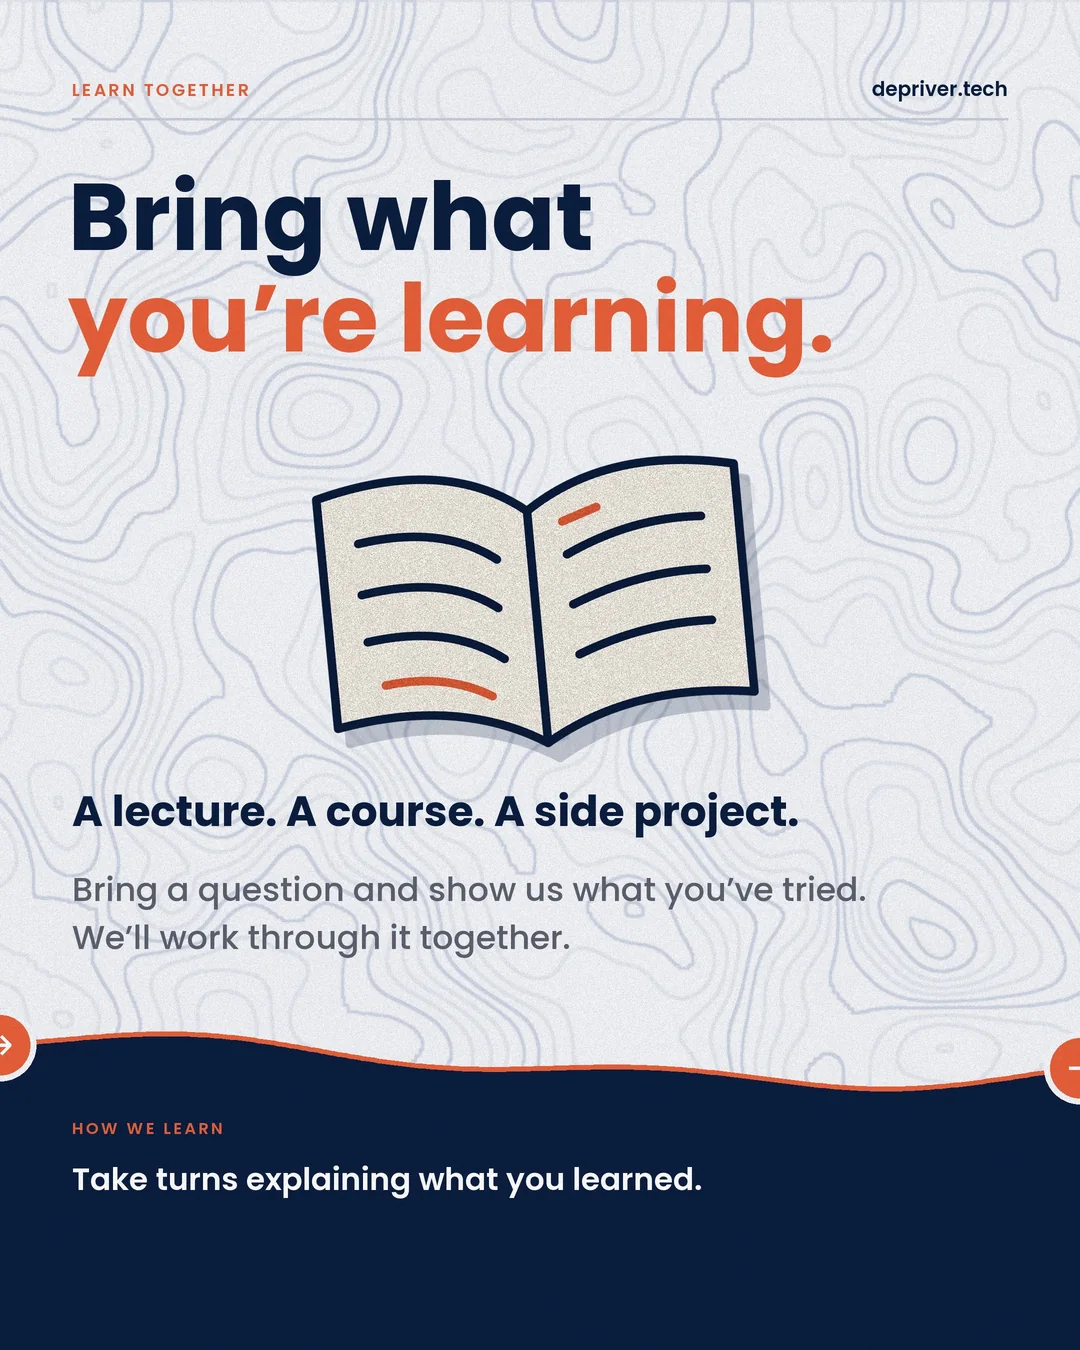 LEARN TOGETHER
depriver.tech
Bring what
you’re learning.
A lecture. A course. A side project.
Bring a question and show us what you’ve tried.
We’ll work through it together.
HOW WE LEARN
Take turns explaining what you learned.